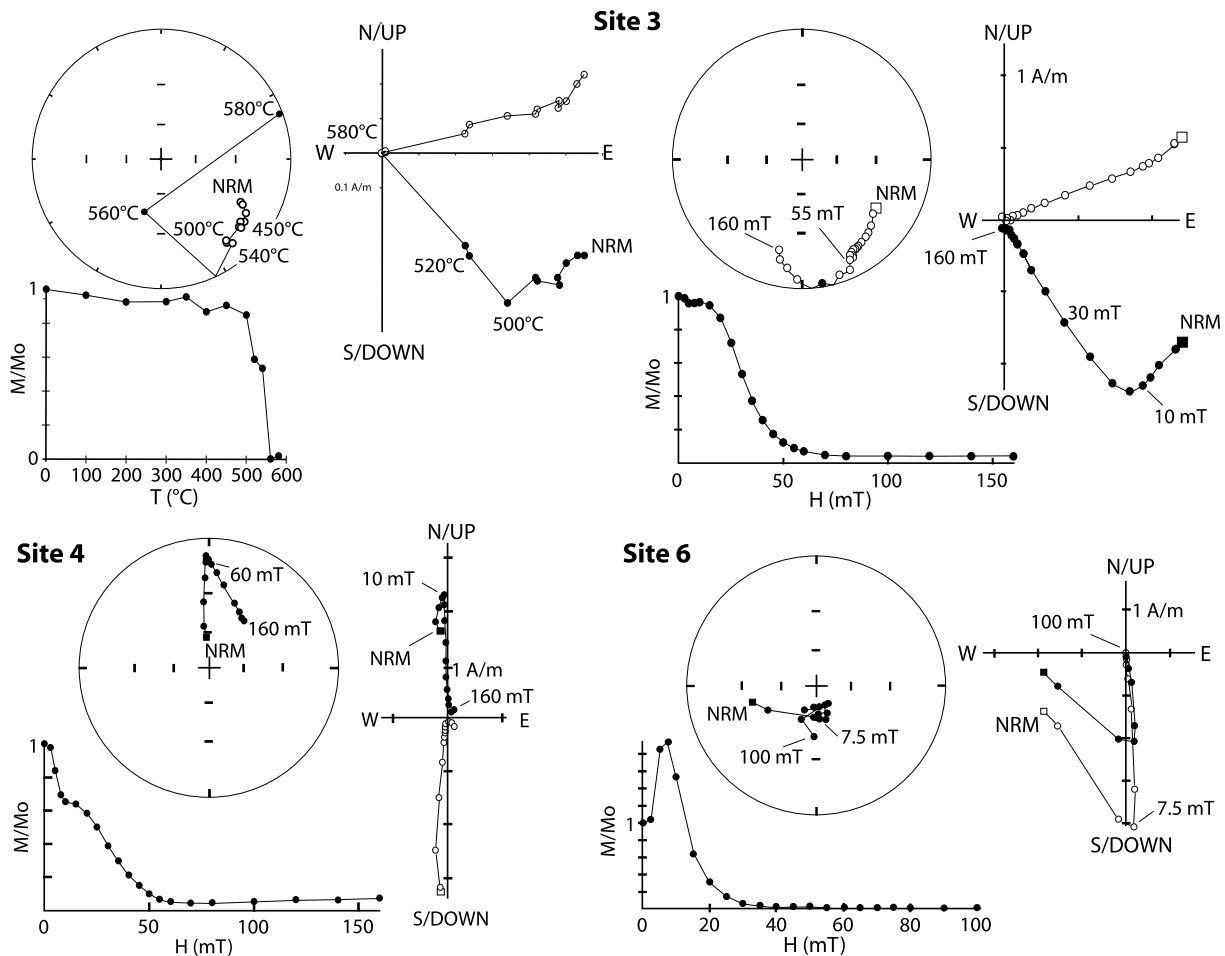 Site 3
580°C
NRM
560°C
500°C
450°C
540°C
1
M/Mo
0
0 100 200 300 400 500 600
T (°C)
N/UP
580°C
W
E
0.1 A/m
NRM
520°C
500°C
S/DOWN
NRM
55 mT
160 mT
1
M/Mo
0 50 100 150
H (mT)
N/UP
1 A/m
W
E
160 mT
30 mT
NRM
10 mT
S/DOWN
Site 4
60 mT
160 mT
NRM
1
M/Mo
0 50 100 150
H (mT)
N/UP
10 mT
NRM
1 A/m
160 mT
W
E
S/DOWN
Site 6
NRM
7.5 mT
100 mT
1
M/Mo
0 20 40 60 80 100
H (mT)
N/UP
1 A/m
100 mT
W
E
NRM
7.5 mT
S/DOWN